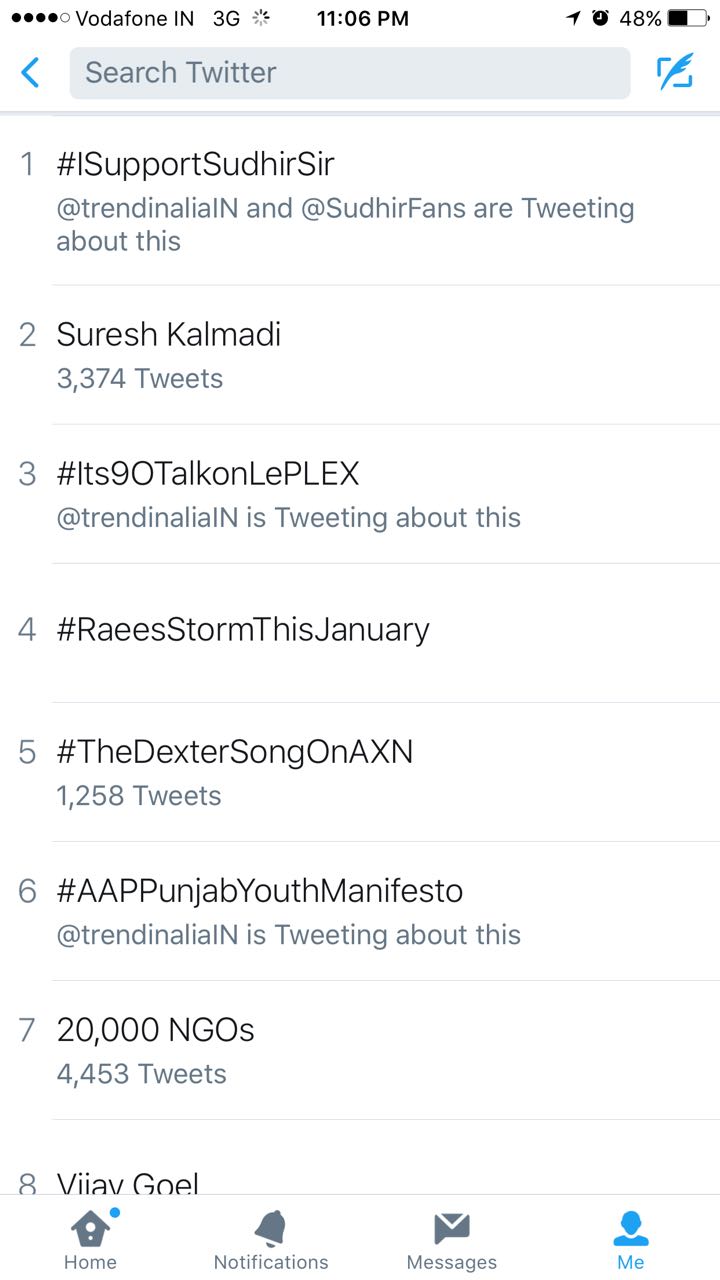 Vodafone IN 3G 11:06 PM 48%
Search Twitter
1 #ISupportSudhirSir
@trendinaliaIN and @SudhirFans are Tweeting
about this
2 Suresh Kalmadi
3,374 Tweets
3 #Its9OTalkonLePLEX
@trendinaliaIN is Tweeting about this
4 #RaeesStormThisJanuary
5 #TheDexterSongOnAXN
1,258 Tweets
6 #AAPPunjabYouthManifesto
@trendinaliaIN is Tweeting about this
7 20,000 NGOs
4,453 Tweets
8 Vijay Goel
Home Notifications Messages Me